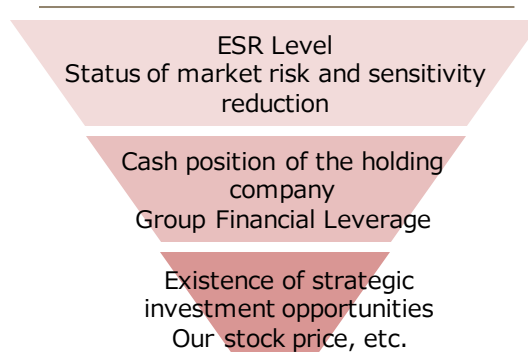 ESR Level
Status of market risk and sensitivity
reduction
Cash position of the holding
company
Group Financial Leverage
Existence of strategic
investment opportunities
Our stock price, etc.